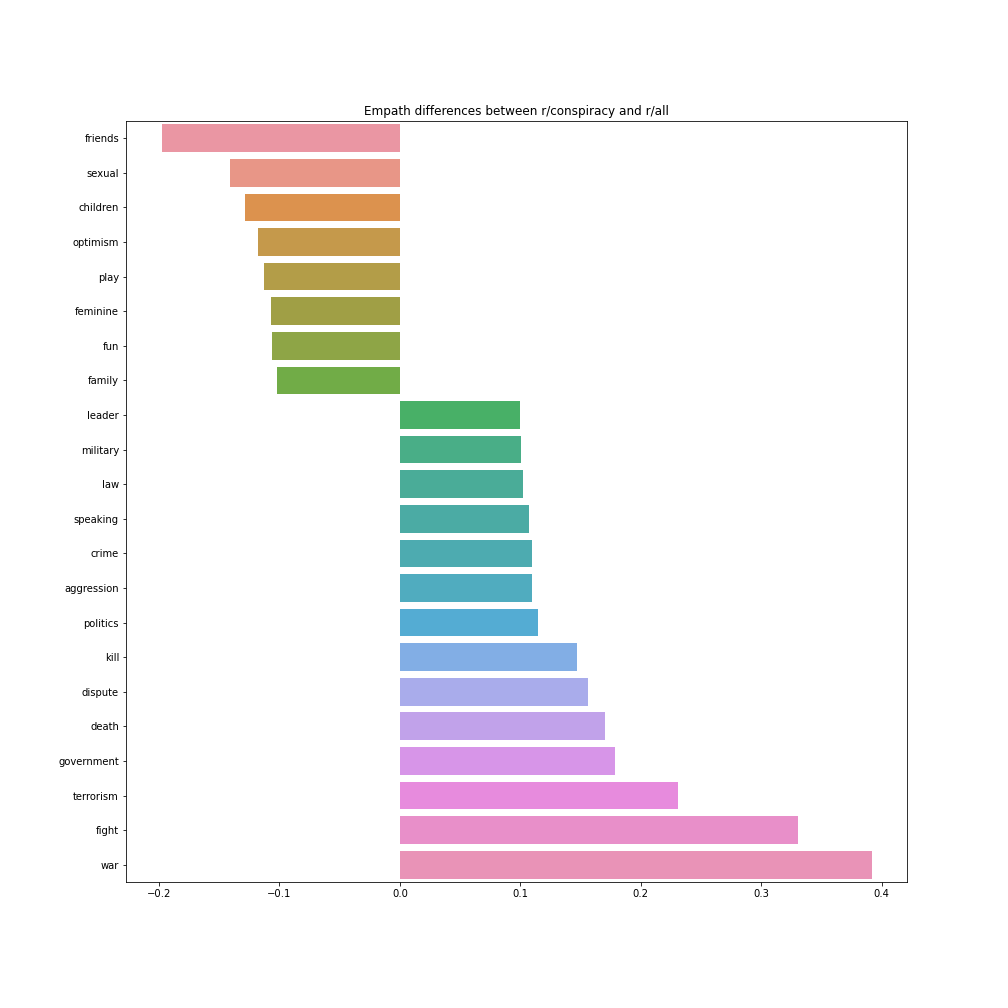 Empath differences between r/conspiracy and r/all
friends
sexual
children
optimism
play
feminine
fun
family
leader
military
law
speaking
crime
aggression
politics
kill
dispute
death
government
terrorism
fight
war
−0.2 −0.1 0.0 0.1 0.2 0.3 0.4